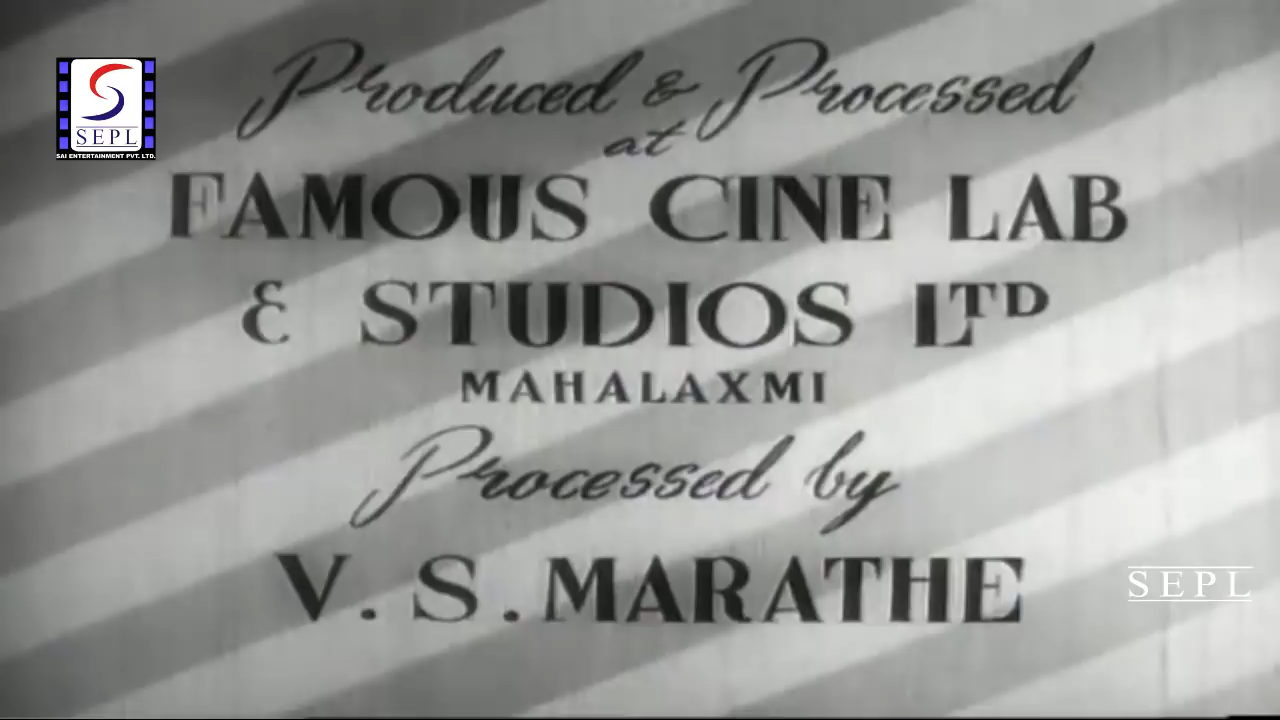 Produced & Processed
at
FAMOUS CINE LAB
& STUDIOS LTD
MAHALAXMI
Processed by
V. S. MARATHE
SEPL
SAI ENTERTAINMENT PVT. LTD.
SEPL